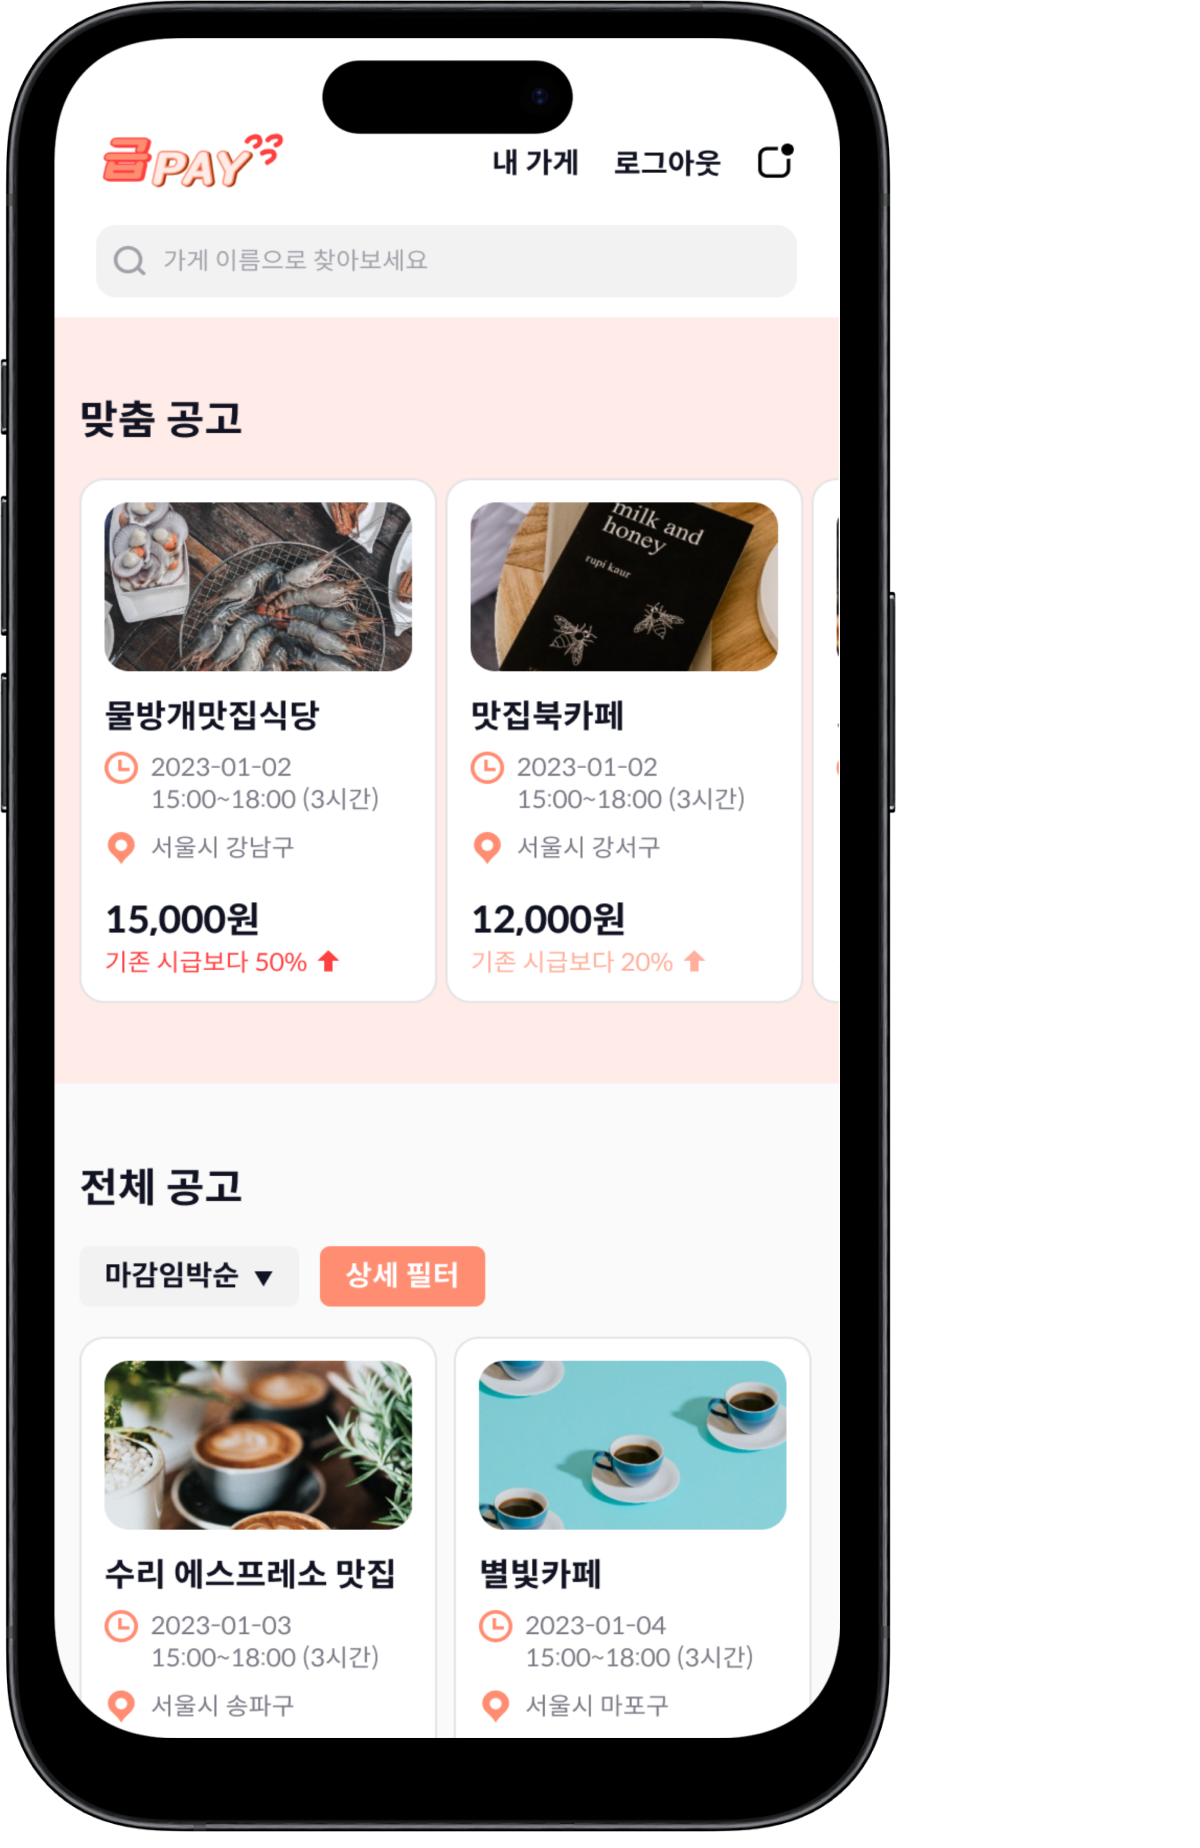 급PAY
내 가게 로그아웃
가게 이름으로 찾아보세요
맞춤 공고
milk and
honey
rupi kaur
물방개맛집식당
2023-01-02
15:00~18:00 (3시간)
서울시 강남구
15,000원
기존 시급보다 50%
맛집북카페
2023-01-02
15:00~18:00 (3시간)
서울시 강서구
12,000원
기존 시급보다 20%
전체 공고
마감임박순 ▼
상세 필터
수리 에스프레소 맛집
2023-01-03
15:00~18:00 (3시간)
서울시 송파구
별빛카페
2023-01-04
15:00~18:00 (3시간)
서울시 마포구